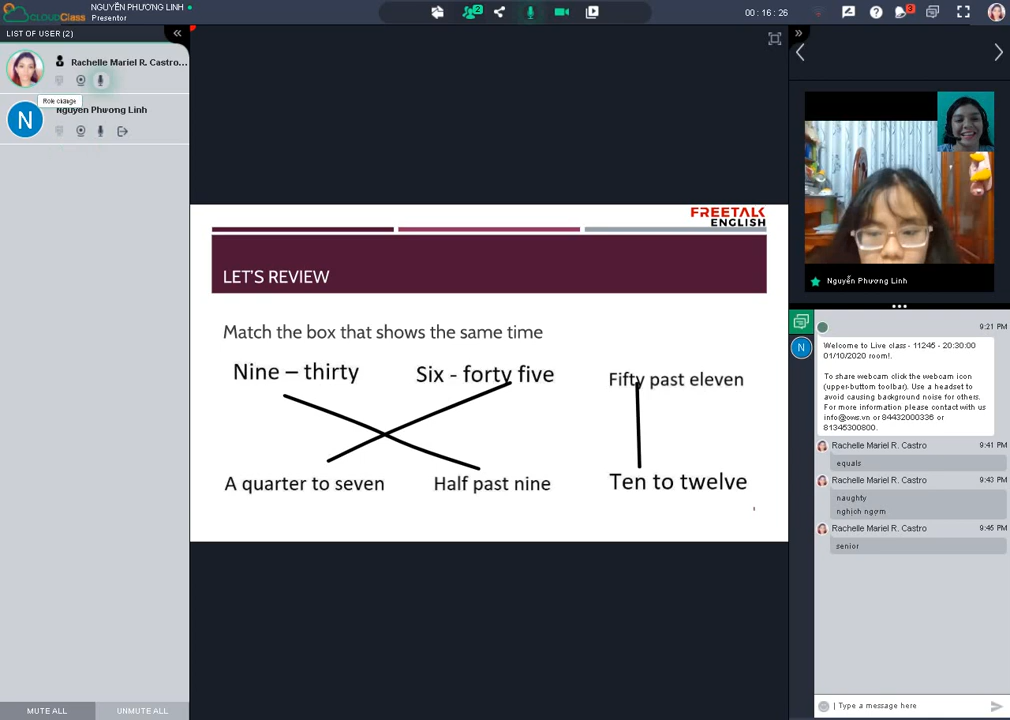 NGUYỄN PHƯƠNG LINH
Presentor
CLOUDCLASS
2
00 : 16 : 26
3
LIST OF USER (2)
Rachelle Mariel R. Castro...
Role change
N
Nguyễn Phương Linh
FREETALK
ENGLISH
LET'S REVIEW
Match the box that shows the same time
Nine – thirty
Six - forty five
Fifty past eleven
A quarter to seven
Half past nine
Ten to twelve
Nguyễn Phương Linh
9:21 PM
N
Welcome to Live class - 11245 - 20:30:00
01/10/2020 room!.
To share webcam click the webcam icon
(upper-buttom toolbar). Use a headset to
avoid causing background noise for others.
For more information please contact with us
info@ows.vn or 84432000336 or
81345300800.
Rachelle Mariel R. Castro
9:41 PM
equals
Rachelle Mariel R. Castro
9:43 PM
naughty
nghịch ngợm
Rachelle Mariel R. Castro
9:45 PM
senior
MUTE ALL
UNMUTE ALL
Type a message here